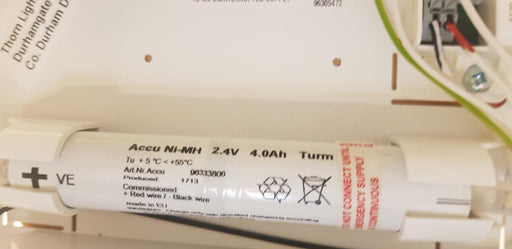 96305472
Thorn Light
Durhamgate
Co. Durham D
Accu Ni-MH 2.4V 4.0Ah Turm
Tu + 5 °C < +55°C
Art.Nr.Accu 96333806
Produced 1713
Commissioned
+ Red wire / - Black wire
made in EU
+ VE
DO NOT CONNECT UNTIL
EMERGENCY SUPPLY
CONTINUOUS